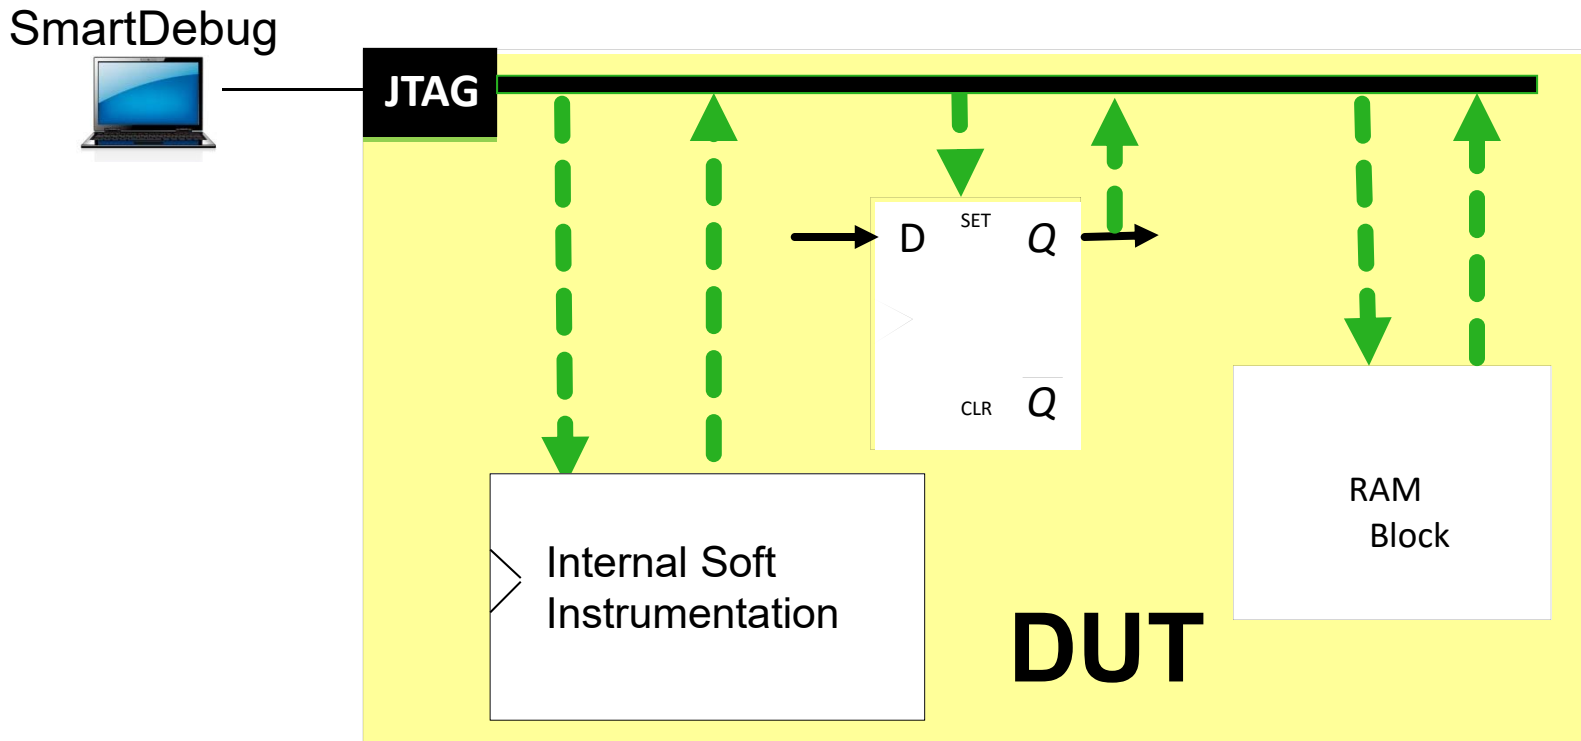 SmartDebug
JTAG
D
SET
Q
CLR
Q̅
RAM
Block
Internal Soft
Instrumentation
DUT